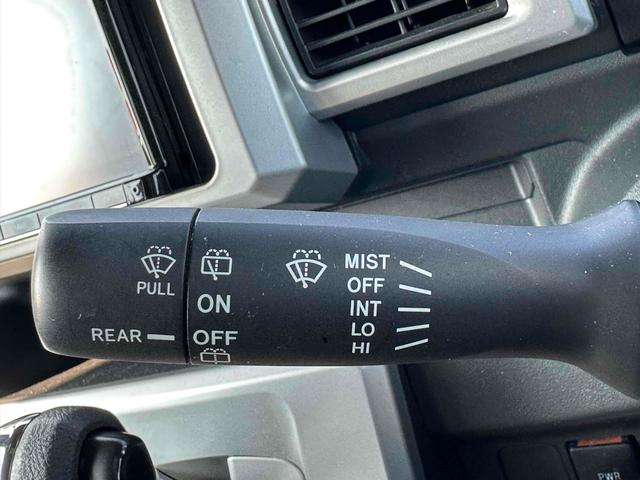 PULL
REAR
ON
OFF
MIST
OFF
INT
LO
HI
PWR